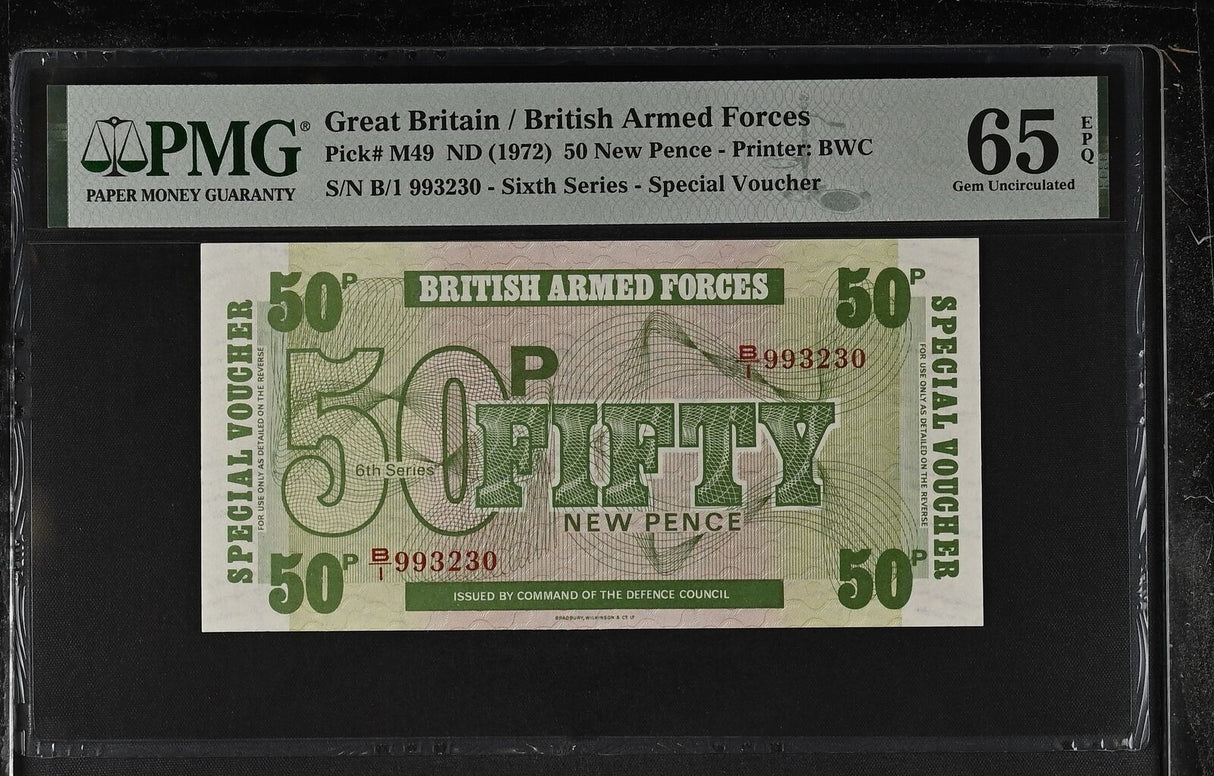 PMG®
PAPER MONEY GUARANTY
Great Britain / British Armed Forces
Pick# M49 ND (1972) 50 New Pence - Printer: BWC
S/N B/1 993230 - Sixth Series - Special Voucher
65
EPQ
Gem Uncirculated
50P
BRITISH ARMED FORCES
50P
SPECIAL VOUCHER
FOR USE ONLY AS DETAILED ON THE REVERSE
50P
B/1 993230
FIFTY
6th Series
NEW PENCE
SPECIAL VOUCHER
FOR USE ONLY AS DETAILED ON THE REVERSE
50P
B/1 993230
50P
ISSUED BY COMMAND OF THE DEFENCE COUNCIL
BRADBURY, WILKINSON & Cº Lᵀ